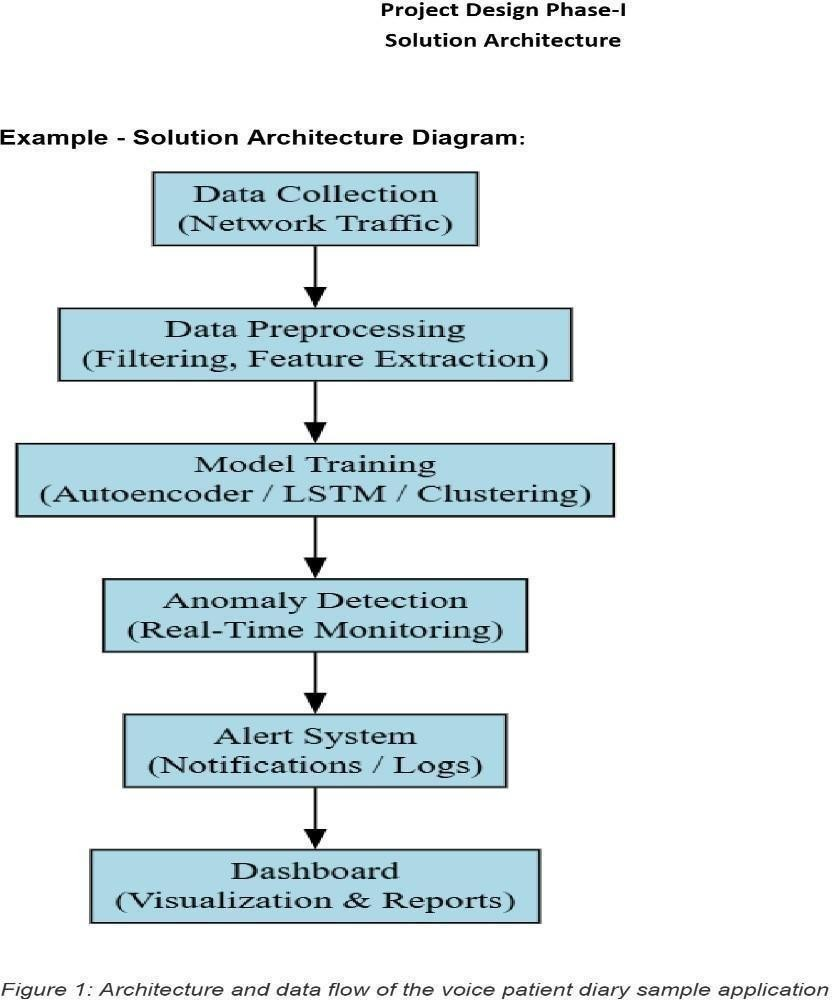 Project Design Phase-I
Solution Architecture
Example - Solution Architecture Diagram:
Data Collection
(Network Traffic)
Data Preprocessing
(Filtering, Feature Extraction)
Model Training
(Autoencoder / LSTM / Clustering)
Anomaly Detection
(Real-Time Monitoring)
Alert System
(Notifications / Logs)
Dashboard
(Visualization & Reports)
Figure 1: Architecture and data flow of the voice patient diary sample application